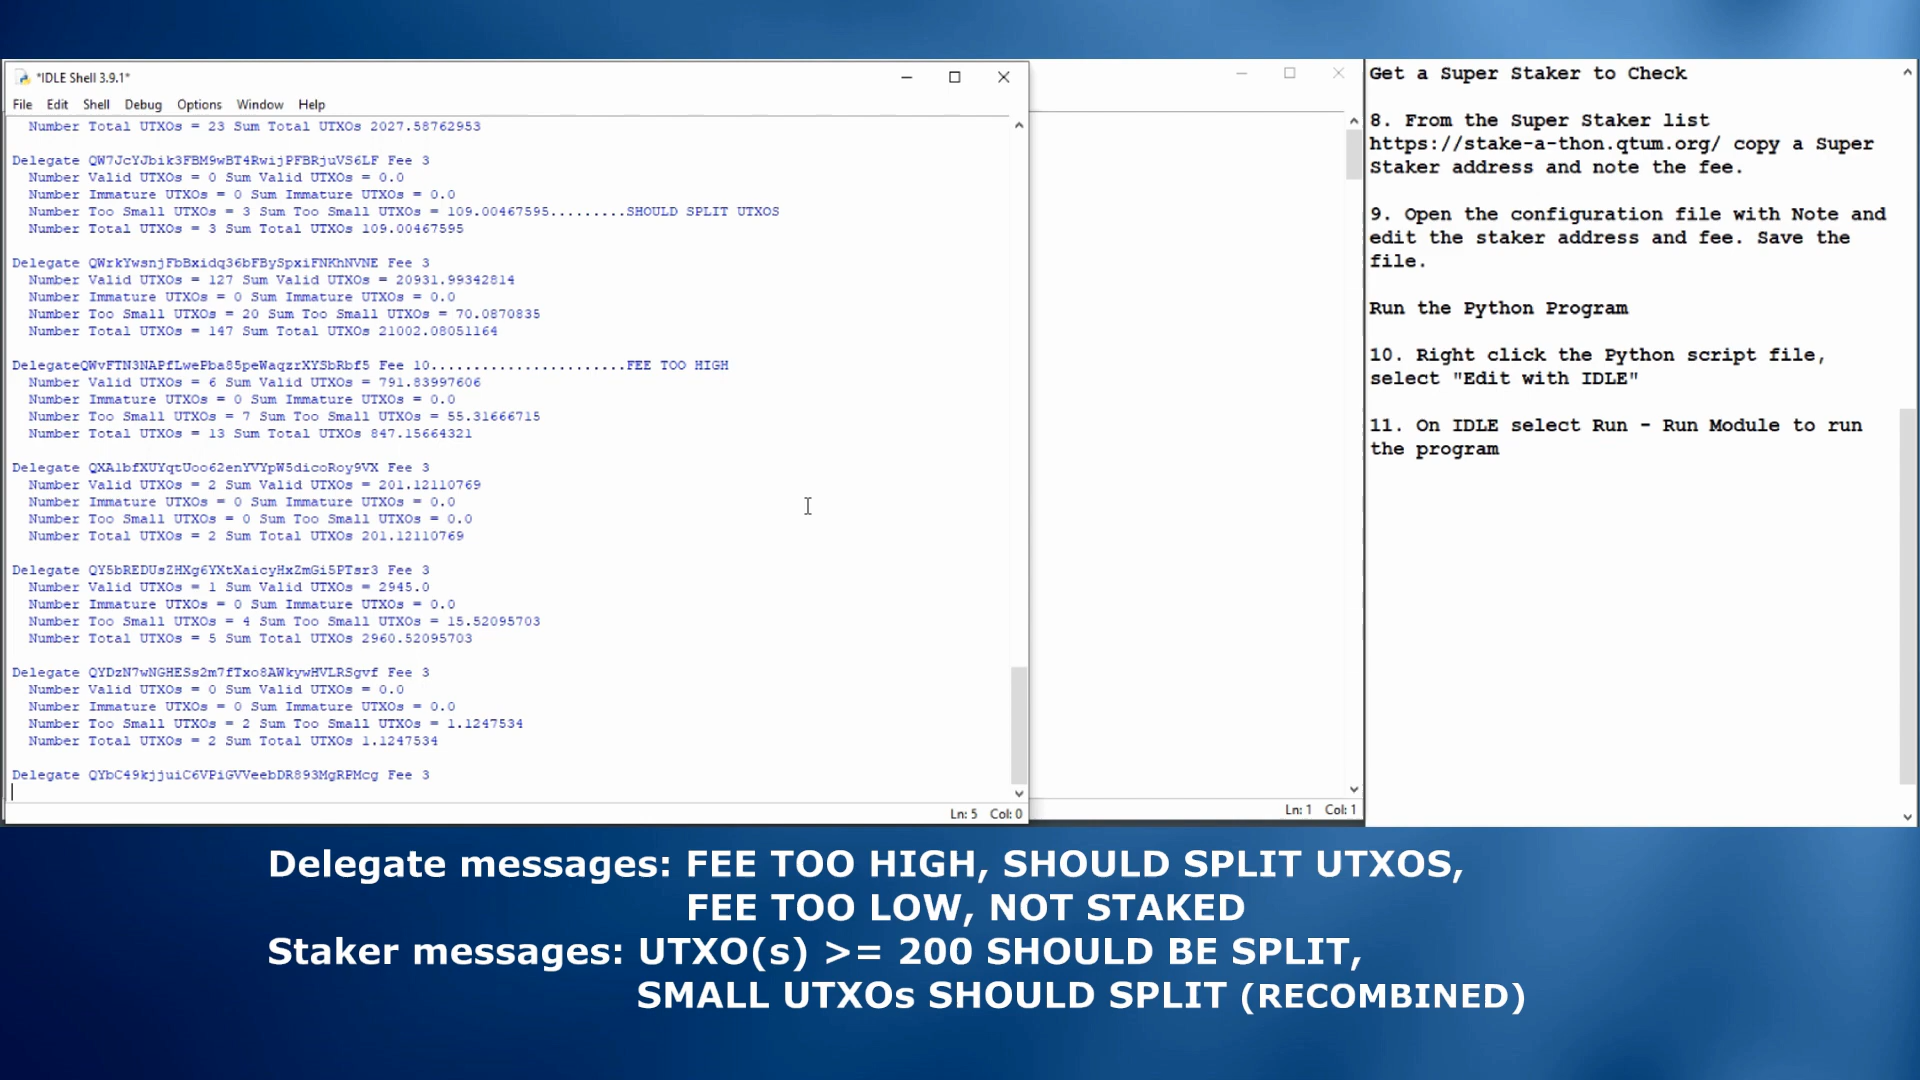 *IDLE Shell 3.9.1*
File Edit Shell Debug Options Window Help
Number Total UTXOs = 23 Sum Total UTXOs 2027.58762953
Delegate QW7JcYJbik3FBM9wBT4RwijPFBRjuVS6LF Fee 3
Number Valid UTXOs = 0 Sum Valid UTXOs = 0.0
Number Immature UTXOs = 0 Sum Immature UTXOs = 0.0
Number Too Small UTXOs = 3 Sum Too Small UTXOs = 109.00467595.........SHOULD SPLIT UTXOS
Number Total UTXOs = 3 Sum Total UTXOs 109.00467595
Delegate QWrkYwsnjFbBxidq36bFBySpxiFNKhNVNE Fee 3
Number Valid UTXOs = 127 Sum Valid UTXOs = 20931.99342814
Number Immature UTXOs = 0 Sum Immature UTXOs = 0.0
Number Too Small UTXOs = 20 Sum Too Small UTXOs = 70.0870835
Number Total UTXOs = 147 Sum Total UTXOs 21002.08051164
DelegateQWvFTN3NAPfLwePba85peWaqzrXYSbRbf5 Fee 10.......................FEE TOO HIGH
Number Valid UTXOs = 6 Sum Valid UTXOs = 791.83997606
Number Immature UTXOs = 0 Sum Immature UTXOs = 0.0
Number Too Small UTXOs = 7 Sum Too Small UTXOs = 55.31666715
Number Total UTXOs = 13 Sum Total UTXOs 847.15664321
Delegate QXA1bfXUYqtUoo62enYVYpW5dicoRoy9VX Fee 3
Number Valid UTXOs = 2 Sum Valid UTXOs = 201.12110769
Number Immature UTXOs = 0 Sum Immature UTXOs = 0.0
Number Too Small UTXOs = 0 Sum Too Small UTXOs = 0.0
Number Total UTXOs = 2 Sum Total UTXOs 201.12110769
Delegate QY5bREDUsZHXg6YXtXaicyHxZmGi5PTsr3 Fee 3
Number Valid UTXOs = 1 Sum Valid UTXOs = 2945.0
Number Immature UTXOs = 0 Sum Immature UTXOs = 0.0
Number Too Small UTXOs = 4 Sum Too Small UTXOs = 15.52095703
Number Total UTXOs = 5 Sum Total UTXOs 2960.52095703
Delegate QYDzN7wNGHESs2m7fTxo8AWkywHVLRSgvf Fee 3
Number Valid UTXOs = 0 Sum Valid UTXOs = 0.0
Number Immature UTXOs = 0 Sum Immature UTXOs = 0.0
Number Too Small UTXOs = 2 Sum Too Small UTXOs = 1.1247534
Number Total UTXOs = 2 Sum Total UTXOs 1.1247534
Delegate QYbC49kjjuiC6VPiGVVeebDR893MgRPMcg Fee 3
Ln: 5 Col: 0
Ln: 1 Col: 1
Get a Super Staker to Check
8. From the Super Staker list
https://stake-a-thon.qtum.org/ copy a Super
Staker address and note the fee.
9. Open the configuration file with Note and
edit the staker address and fee. Save the
file.
Run the Python Program
10. Right click the Python script file,
select "Edit with IDLE"
11. On IDLE select Run - Run Module to run
the program
Delegate messages: FEE TOO HIGH, SHOULD SPLIT UTXOS,
FEE TOO LOW, NOT STAKED
Staker messages: UTXO(s) >= 200 SHOULD BE SPLIT,
SMALL UTXOs SHOULD SPLIT (RECOMBINED)